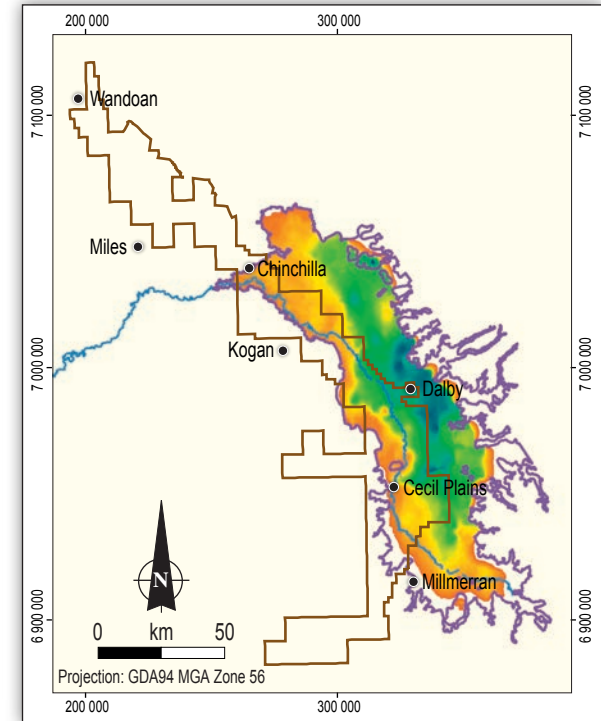 200 000 300 000
7 100 000 7 100 000
Wandoan
Miles
Chinchilla
Kogan
7 000 000 7 000 000
Dalby
Cecil Plains
N
Millmerran
6 900 000 6 900 000
0 km 50
Projection: GDA94 MGA Zone 56
200 000 300 000